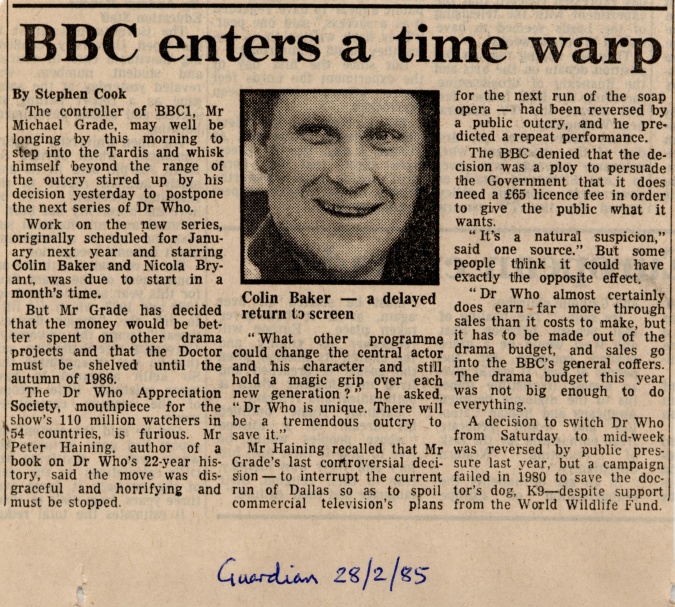 BBC enters a time warp
By Stephen Cook
The controller of BBC1, Mr
Michael Grade, may well be
longing by this morning to
step into the Tardis and whisk
himself beyond the range of
the outcry stirred up by his
decision yesterday to postpone
the next series of Dr Who.
Work on the new series,
originally scheduled for Janu-
ary next year and starring
Colin Baker and Nicola Bry-
ant, was due to start in a
month's time.
But Mr Grade has decided
that the money would be bet-
ter spent on other drama
projects and that the Doctor
must be shelved until the
autumn of 1986.
The Dr Who Appreciation
Society, mouthpiece for the
show's 110 million watchers in
54 countries, is furious. Mr
Peter Haining, author of a
book on Dr Who's 22-year his-
tory, said the move was dis-
graceful and horrifying and
must be stopped.
Colin Baker — a delayed
return to screen
" What other programme
could change the central actor
and his character and still
hold a magic grip over each
new generation ? " he asked.
" Dr Who is unique. There will
be a tremendous outcry to
save it."
Mr Haining recalled that Mr
Grade's last controversial deci-
sion — to interrupt the current
run of Dallas so as to spoil
commercial television's plans
for the next run of the soap
opera — had been reversed by
a public outcry, and he pre-
dicted a repeat performance.
The BBC denied that the de-
cision was a ploy to persuade
the Government that it does
need a £65 licence fee in order
to give the public what it
wants.
" It's a natural suspicion,"
said one source." But some
people think it could have
exactly the opposite effect.
" Dr Who almost certainly
does earn far more through
sales than it costs to make, but
it has to be made out of the
drama budget, and sales go
into the BBC's general coffers.
The drama budget this year
was not big enough to do
everything.
A decision to switch Dr Who
from Saturday to mid-week
was reversed by public pres-
sure last year, but a campaign
failed in 1980 to save the doc-
tor's dog, K9—despite support
from the World Wildlife Fund.
Guardian 28/2/85